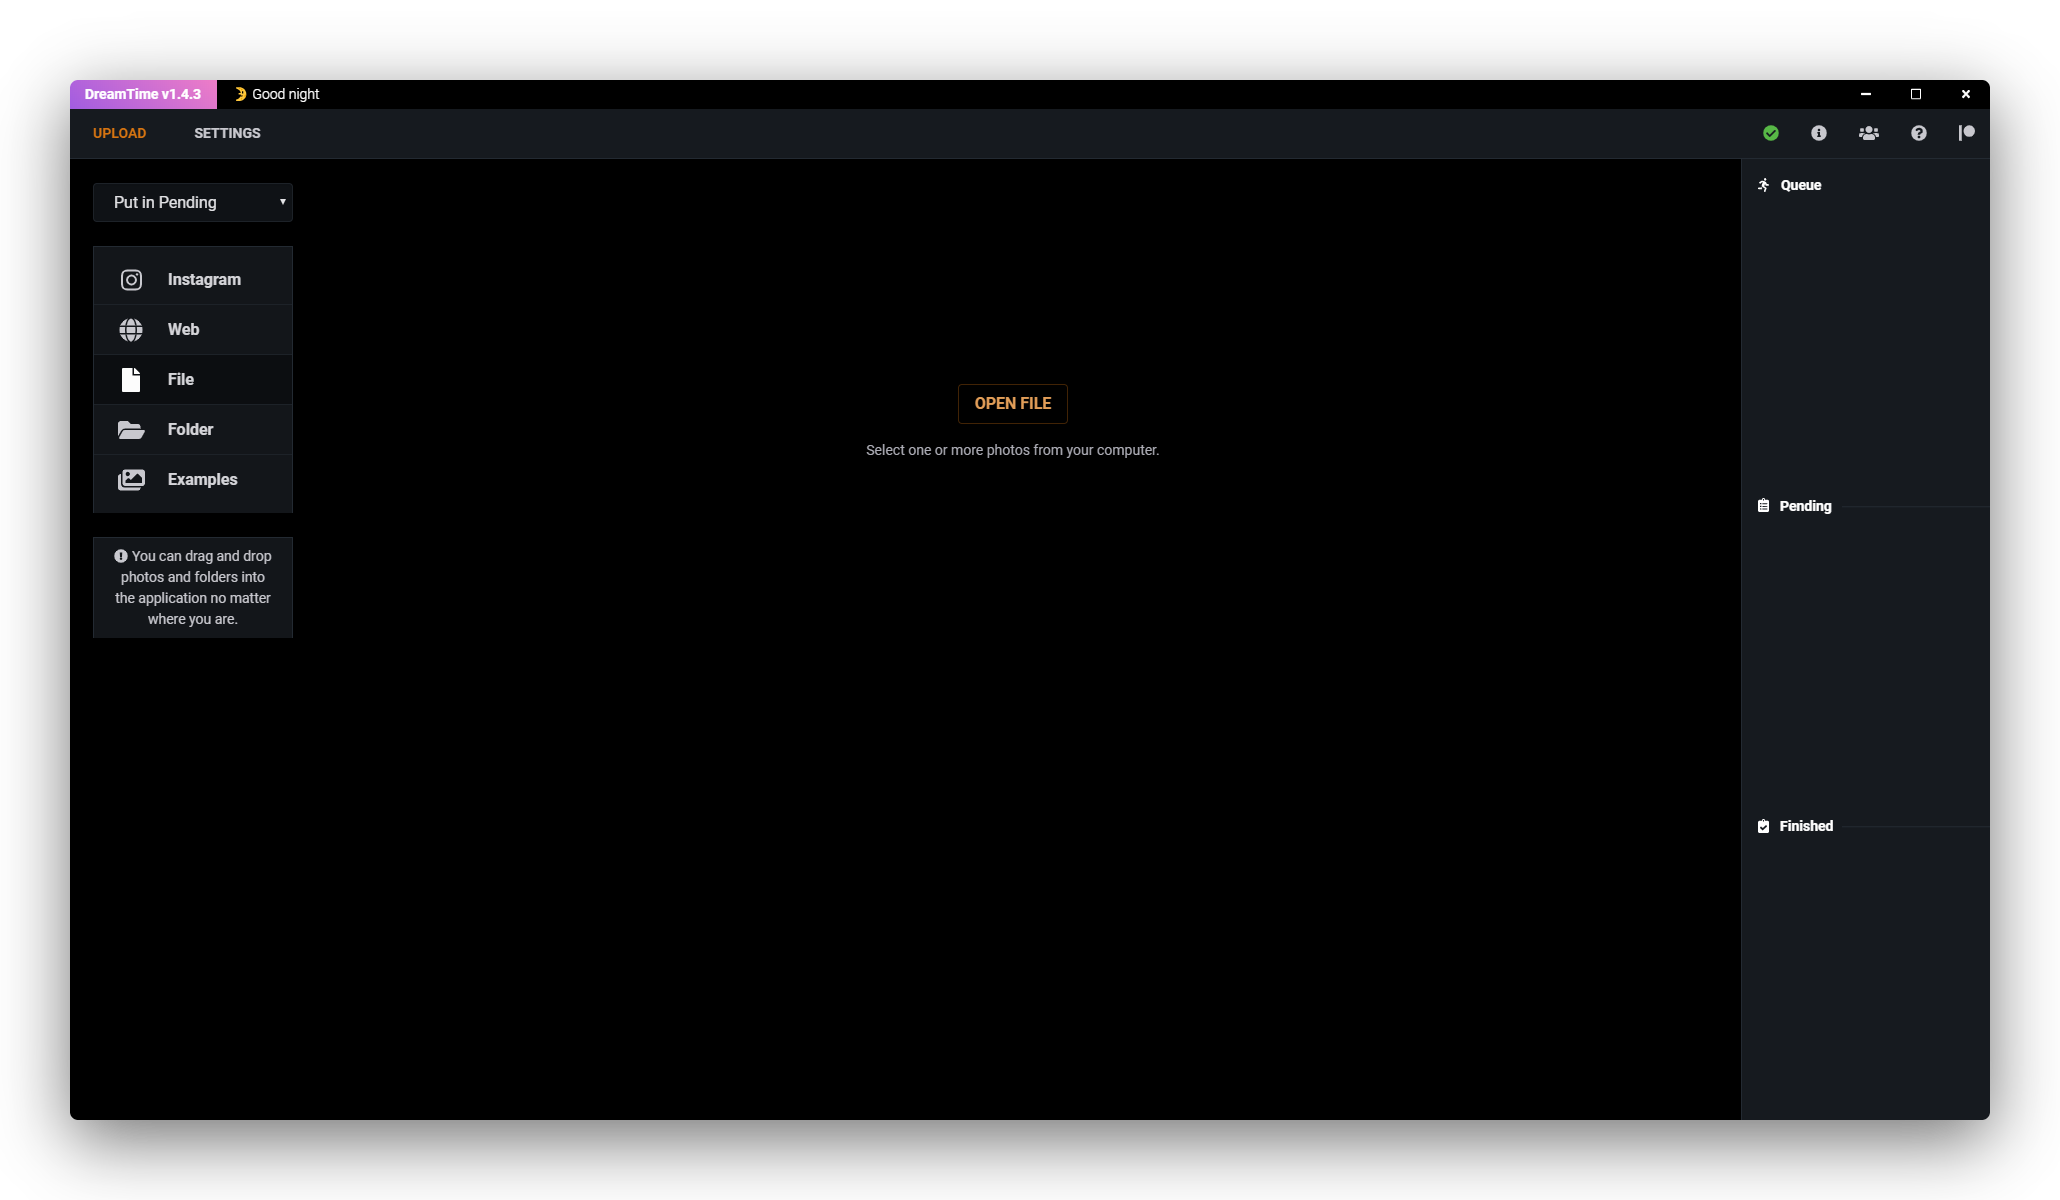 DreamTime v1.4.3
Good night
UPLOAD
SETTINGS
Put in Pending
Instagram
Web
File
Folder
Examples
You can drag and drop
photos and folders into
the application no matter
where you are.
OPEN FILE
Select one or more photos from your computer.
Queue
Pending
Finished